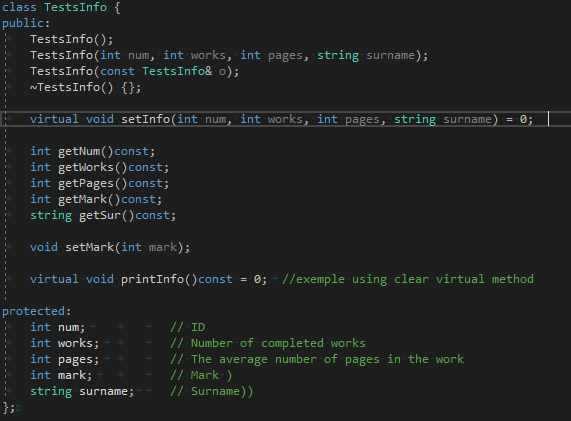 class TestsInfo {
public:
TestsInfo();
TestsInfo(int num, int works, int pages, string surname);
TestsInfo(const TestsInfo& o);
~TestsInfo() {};
virtual void setInfo(int num, int works, int pages, string surname) = 0;
int getNum()const;
int getWorks()const;
int getPages()const;
int getMark()const;
string getSur()const;
void setMark(int mark);
virtual void printInfo()const = 0; //exemple using clear virtual method
protected:
int num; // ID
int works; // Number of completed works
int pages; // The average number of pages in the work
int mark; // Mark )
string surname; // Surname))
};